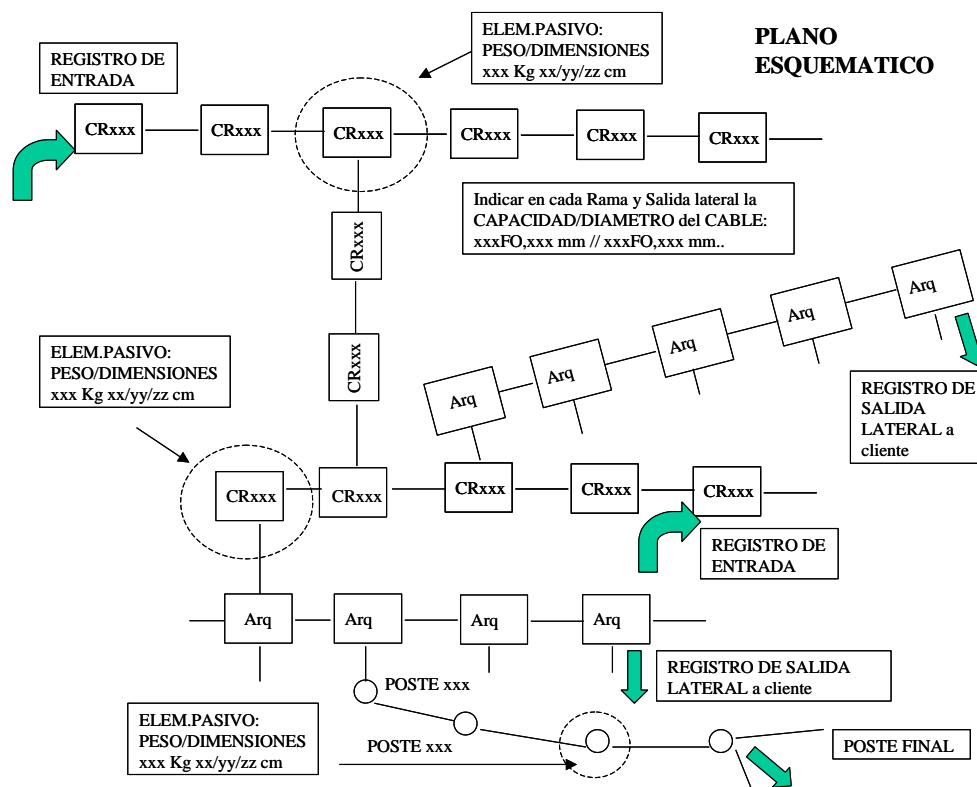 PLANO
ESQUEMATICO
ELEM.PASIVO:
PESO/DIMENSIONES
xxx Kg xx/yy/zz cm
REGISTRO DE
ENTRADA
CRxxx
CRxxx
CRxxx
CRxxx
CRxxx
CRxxx
Indicar en cada Rama y Salida lateral la
CAPACIDAD/DIAMETRO del CABLE:
xxxFO,xxx mm // xxxFO,xxx mm..
CRxxx
CRxxx
Arq
Arq
Arq
Arq
Arq
ELEM.PASIVO:
PESO/DIMENSIONES
xxx Kg xx/yy/zz cm
REGISTRO DE
SALIDA
LATERAL a
cliente
CRxxx
CRxxx
CRxxx
CRxxx
CRxxx
REGISTRO DE
ENTRADA
Arq
Arq
Arq
Arq
REGISTRO DE SALIDA
LATERAL a cliente
POSTE xxx
ELEM.PASIVO:
PESO/DIMENSIONES
xxx Kg xx/yy/zz cm
POSTE xxx
POSTE FINAL